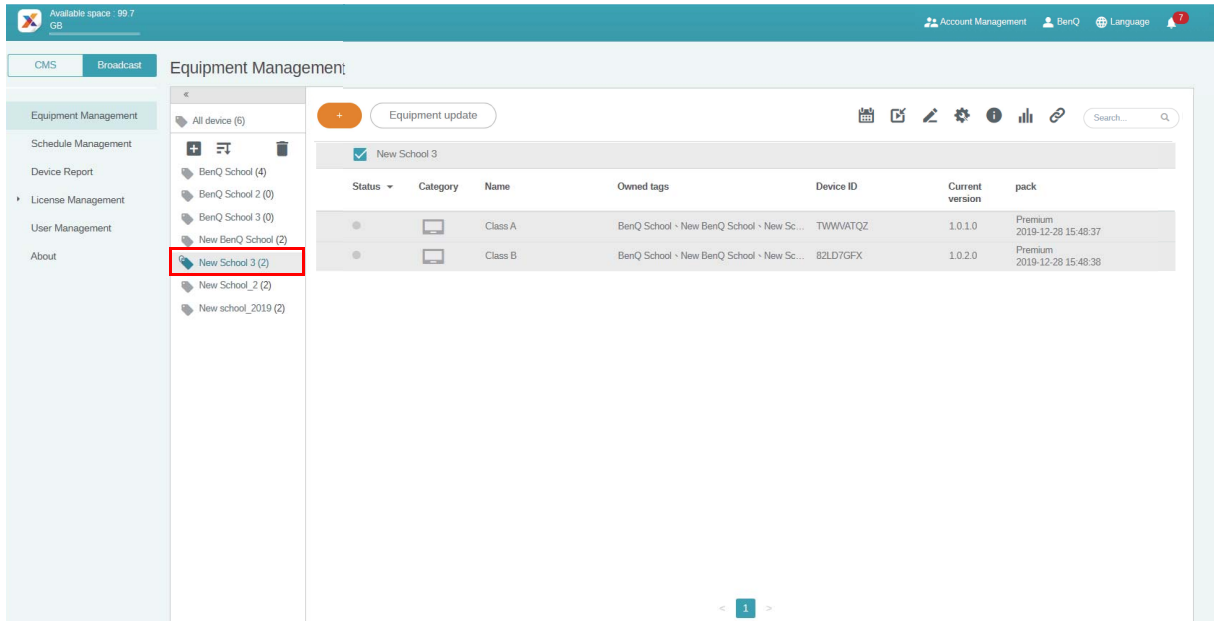 Available space : 99.7
GB
Account Management
BenQ
Language
7
CMS
Broadcast
Equipment Management
Equipment Management
Schedule Management
Device Report
License Management
User Management
About
«
All device (6)
BenQ School (4)
BenQ School 2 (0)
BenQ School 3 (0)
New BenQ School (2)
New School 3 (2)
New School_2 (2)
New school_2019 (2)
+
Equipment update
Search...
New School 3
Status Category Name Owned tags Device ID Current version pack
Class A BenQ School、New BenQ School、New Sc... TWWVATQZ 1.0.1.0 Premium
2019-12-28 15:48:37
Class B BenQ School、New BenQ School、New Sc... 82LD7GFX 1.0.2.0 Premium
2019-12-28 15:48:38
< 1 >